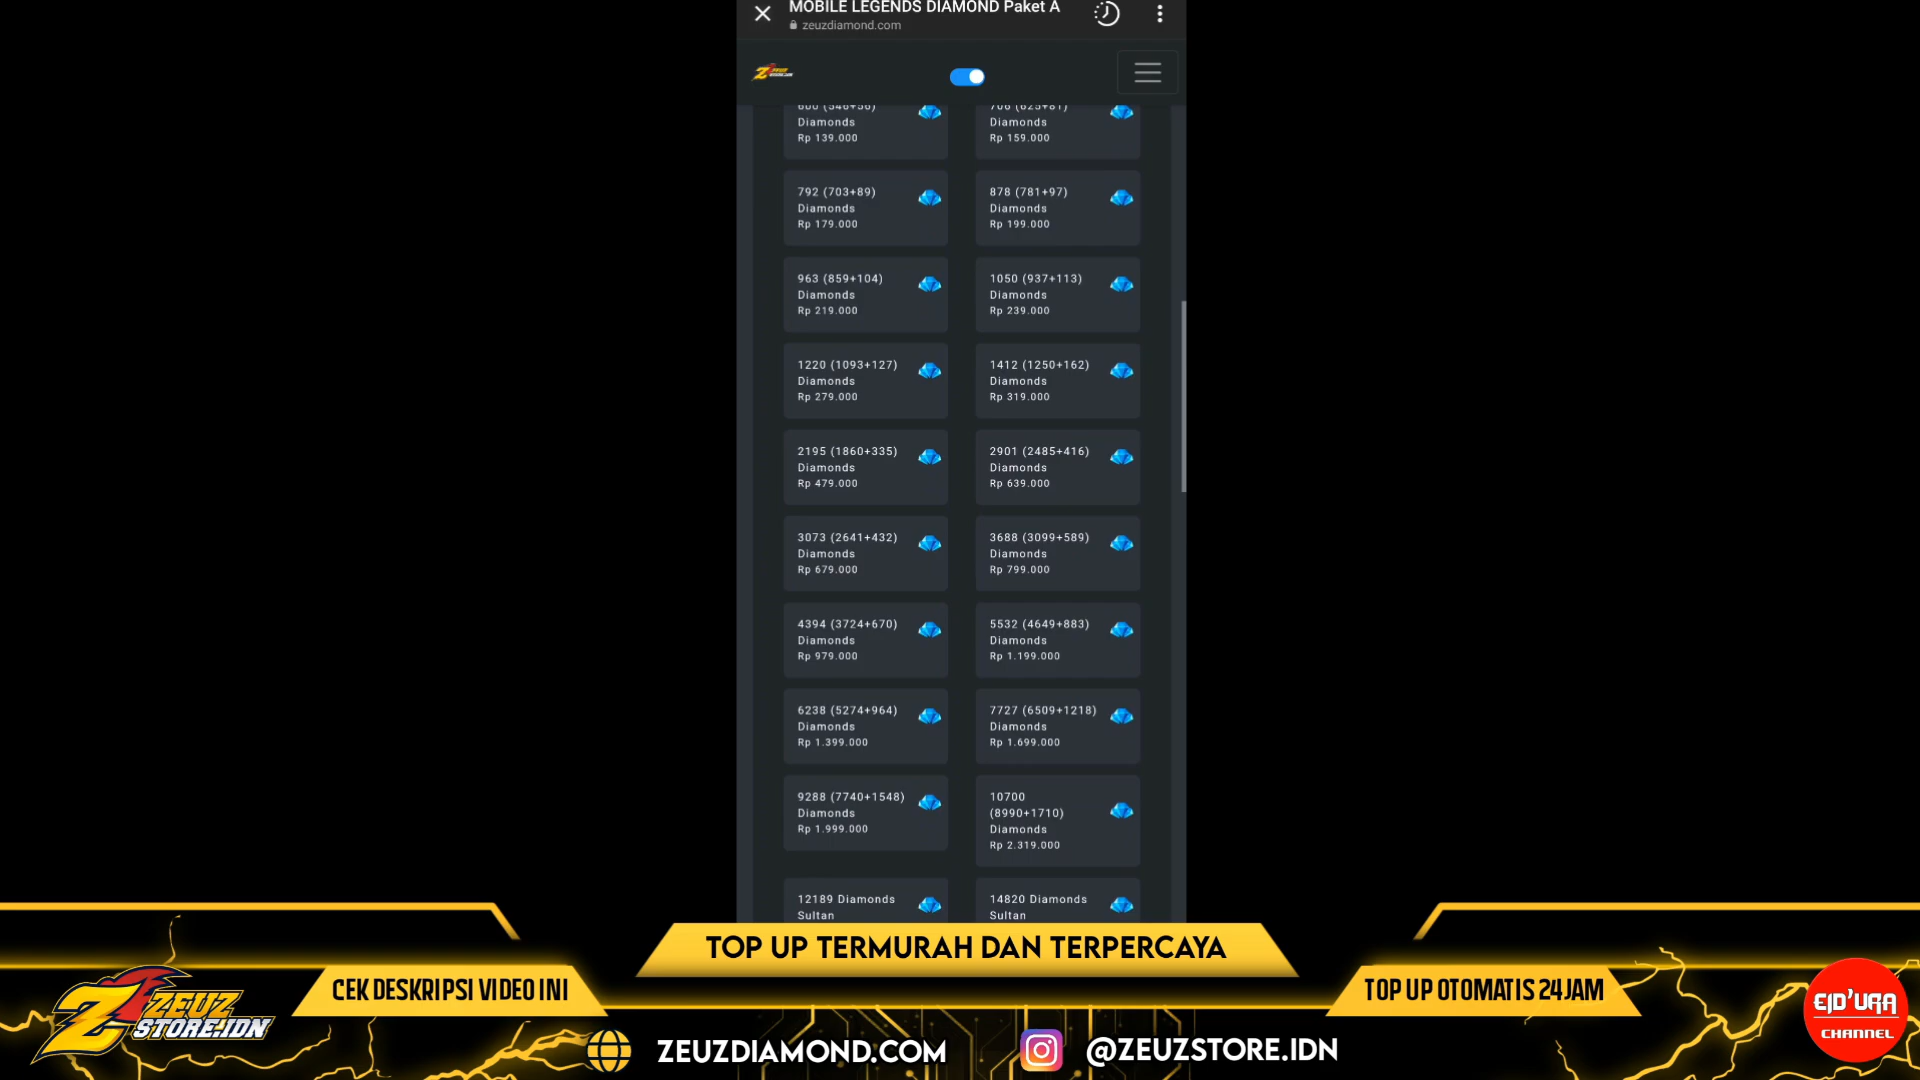 MOBILE LEGENDS DIAMOND Paket A
zeuzdiamond.com
600 (546+56)
Diamonds
Rp 139.000
706 (625+81)
Diamonds
Rp 159.000
792 (703+89)
Diamonds
Rp 179.000
878 (781+97)
Diamonds
Rp 199.000
963 (859+104)
Diamonds
Rp 219.000
1050 (937+113)
Diamonds
Rp 239.000
1220 (1093+127)
Diamonds
Rp 279.000
1412 (1250+162)
Diamonds
Rp 319.000
2195 (1860+335)
Diamonds
Rp 479.000
2901 (2485+416)
Diamonds
Rp 639.000
3073 (2641+432)
Diamonds
Rp 679.000
3688 (3099+589)
Diamonds
Rp 799.000
4394 (3724+670)
Diamonds
Rp 979.000
5532 (4649+883)
Diamonds
Rp 1.199.000
6238 (5274+964)
Diamonds
Rp 1.399.000
7727 (6509+1218)
Diamonds
Rp 1.699.000
9288 (7740+1548)
Diamonds
Rp 1.999.000
10700
(8990+1710)
Diamonds
Rp 2.319.000
12189 Diamonds
Sultan
14820 Diamonds
Sultan
TOP UP TERMURAH DAN TERPERCAYA
CEK DESKRIPSI VIDEO INI
TOP UP OTOMATIS 24JAM
ZEUZ
STORE.IDN
ZEUZDIAMOND.COM
@ZEUZSTORE.IDN
EJD'URA
CHANNEL